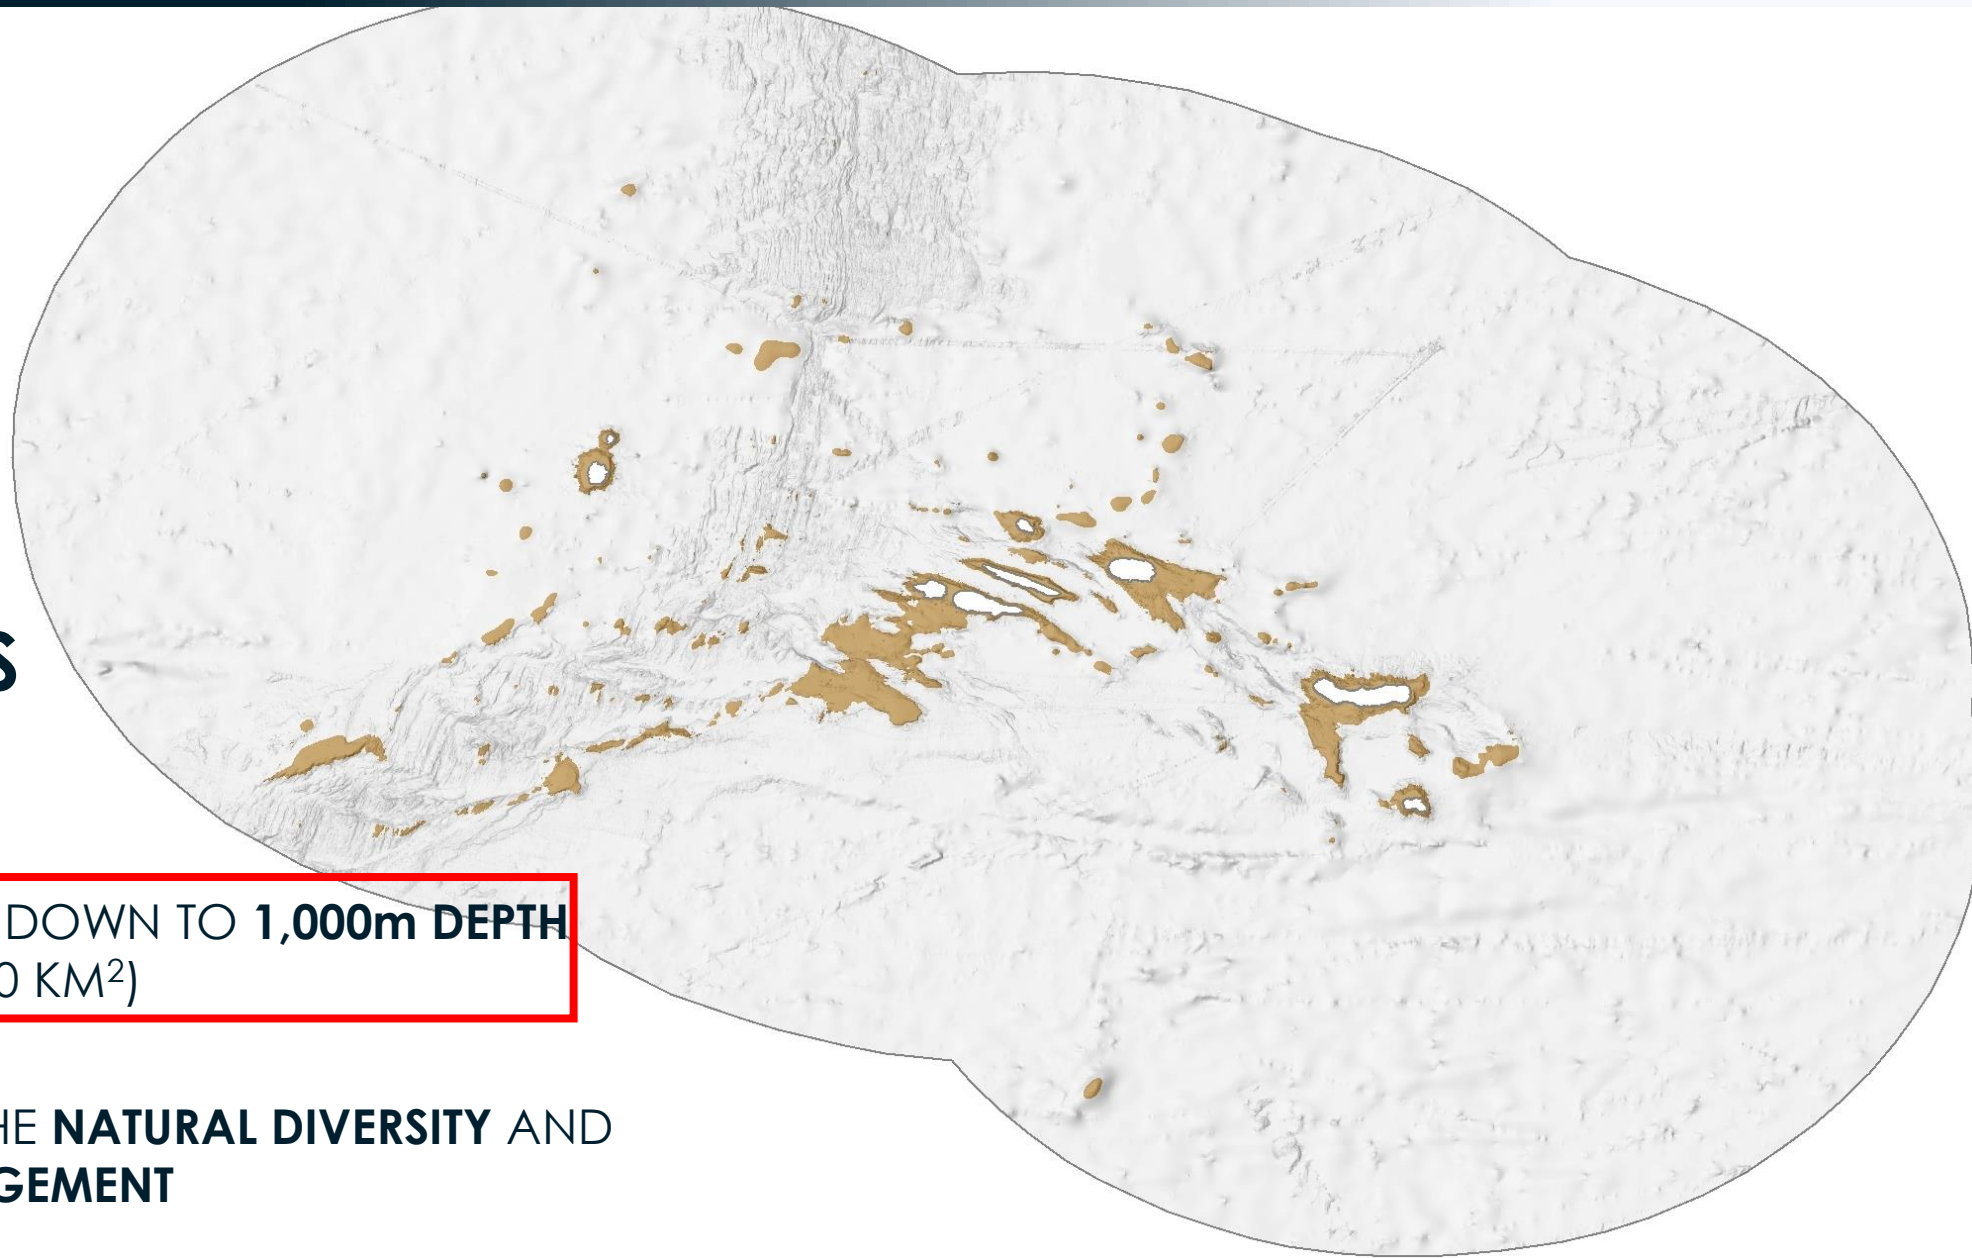 S
DOWN TO 1,000m DEPTH
0 KM²)
HE NATURAL DIVERSITY AND
GEMENT